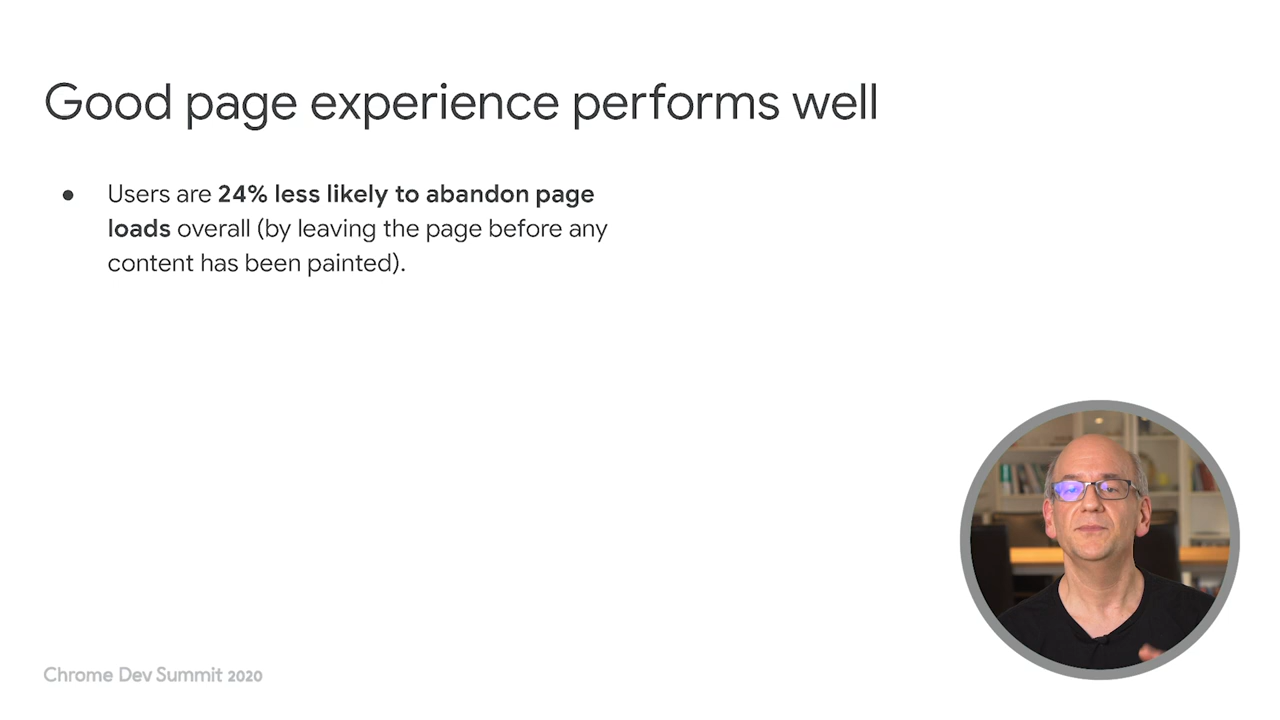 Good page experience performs well
● Users are 24% less likely to abandon page
loads overall (by leaving the page before any
content has been painted).
Chrome Dev Summit 2020